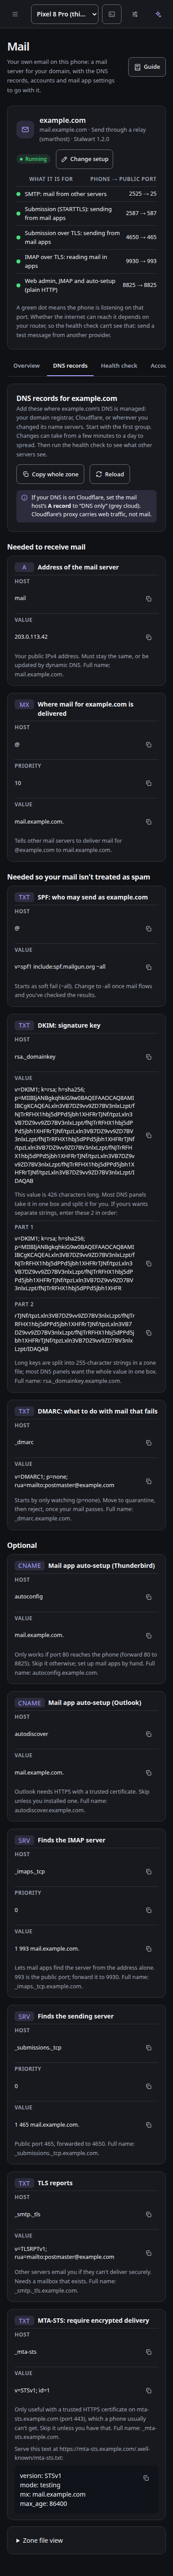 Pixel 8 Pro (thi...
Mail
Your own email on this phone: a mail
server for your domain, with the DNS
records, accounts and mail app settings
to go with it.
Guide
example.com
mail.example.com · Send through a relay
(smarthost) · Stalwart 1.2.0
Running
Change setup
WHAT IT IS FOR
PHONE → PUBLIC PORT
SMTP: mail from other servers
2525 → 25
Submission (STARTTLS): sending
from mail apps
2587 → 587
Submission over TLS: sending from
mail apps
4650 → 465
IMAP over TLS: reading mail in
apps
9930 → 993
Web admin, JMAP and auto-setup
(plain HTTP)
8825 → 8825
A green dot means the phone is listening on that
port. Whether the internet can reach it depends on
your router, so the health check can't see that: send a
test message from another provider.
Overview
DNS records
Health check
Accou
DNS records for example.com
Add these where example.com's DNS is managed:
your domain registrar, Cloudflare, or wherever you
changed its name servers. Start with the first group.
Changes can take from a few minutes to a day to
spread. Then run the health check to see what other
servers see.
Copy whole zone
Reload
If your DNS is on Cloudflare, set the mail
host's A record to "DNS only" (grey cloud).
Cloudflare's proxy carries web traffic, not mail.
Needed to receive mail
A
Address of the mail server
HOST
mail
VALUE
203.0.113.42
Your public IPv4 address. Must stay the same, or be
updated by dynamic DNS. Full name:
mail.example.com.
MX
Where mail for example.com is
delivered
HOST
@
PRIORITY
10
VALUE
mail.example.com.
Tells other mail servers to deliver mail for
@example.com to mail.example.com.
Needed so your mail isn't treated as spam
TXT
SPF: who may send as example.com
HOST
@
VALUE
v=spf1 include:spf.mailgun.org ~all
Starts as soft fail (~all). Change to -all once mail flows
and you've checked the results.
TXT
DKIM: signature key
HOST
rsa._domainkey
VALUE
v=DKIM1; k=rsa; h=sha256;
This value is 426 characters long. Most DNS panels
take it whole and split it for you. If yours wants
separate strings, enter these 2 in order:
PART 1
v=DKIM1; k=rsa; h=sha256;
PART 2
Long keys are split into 255-character strings in a zone
file; most DNS panels want the whole value in one box.
Full name: rsa._domainkey.example.com.
TXT
DMARC: what to do with mail that fails
HOST
_dmarc
VALUE
v=DMARC1; p=none;
rua=mailto:postmaster@example.com
Starts by only watching (p=none). Move to quarantine,
then reject, once your mail passes. Full name:
_dmarc.example.com.
Optional
CNAME
Mail app auto-setup (Thunderbird)
HOST
autoconfig
VALUE
mail.example.com.
Only works if port 80 reaches the phone (forward 80 to
8825). Skip it otherwise; set up mail apps by hand. Full
name: autoconfig.example.com.
CNAME
Mail app auto-setup (Outlook)
HOST
autodiscover
VALUE
mail.example.com.
Outlook needs HTTPS with a trusted certificate. Skip
unless you installed one. Full name:
autodiscover.example.com.
SRV
Finds the IMAP server
HOST
_imaps._tcp
PRIORITY
0
VALUE
1 993 mail.example.com.
Lets mail apps find the server from the address alone.
993 is the public port; forward it to 9930. Full name:
_imaps._tcp.example.com.
SRV
Finds the sending server
HOST
_submissions._tcp
PRIORITY
0
VALUE
1 465 mail.example.com.
Public port 465, forwarded to 4650. Full name:
_submissions._tcp.example.com.
TXT
TLS reports
HOST
_smtp._tls
VALUE
v=TLSRPTv1;
rua=mailto:postmaster@example.com
Other servers email you if they can't deliver securely.
Needs a mailbox that exists. Full name:
_smtp._tls.example.com.
TXT
MTA-STS: require encrypted delivery
HOST
_mta-sts
VALUE
v=STSv1; id=1
Only useful with a trusted HTTPS certificate on mta-
sts.example.com (port 443), which a phone usually
can't get. Skip it unless you have that. Full name: _mta-
sts.example.com.
Serve this text at https://mta-sts.example.com/.well-
known/mta-sts.txt:
version: STSv1
mode: testing
mx: mail.example.com
max_age: 86400
Zone file view